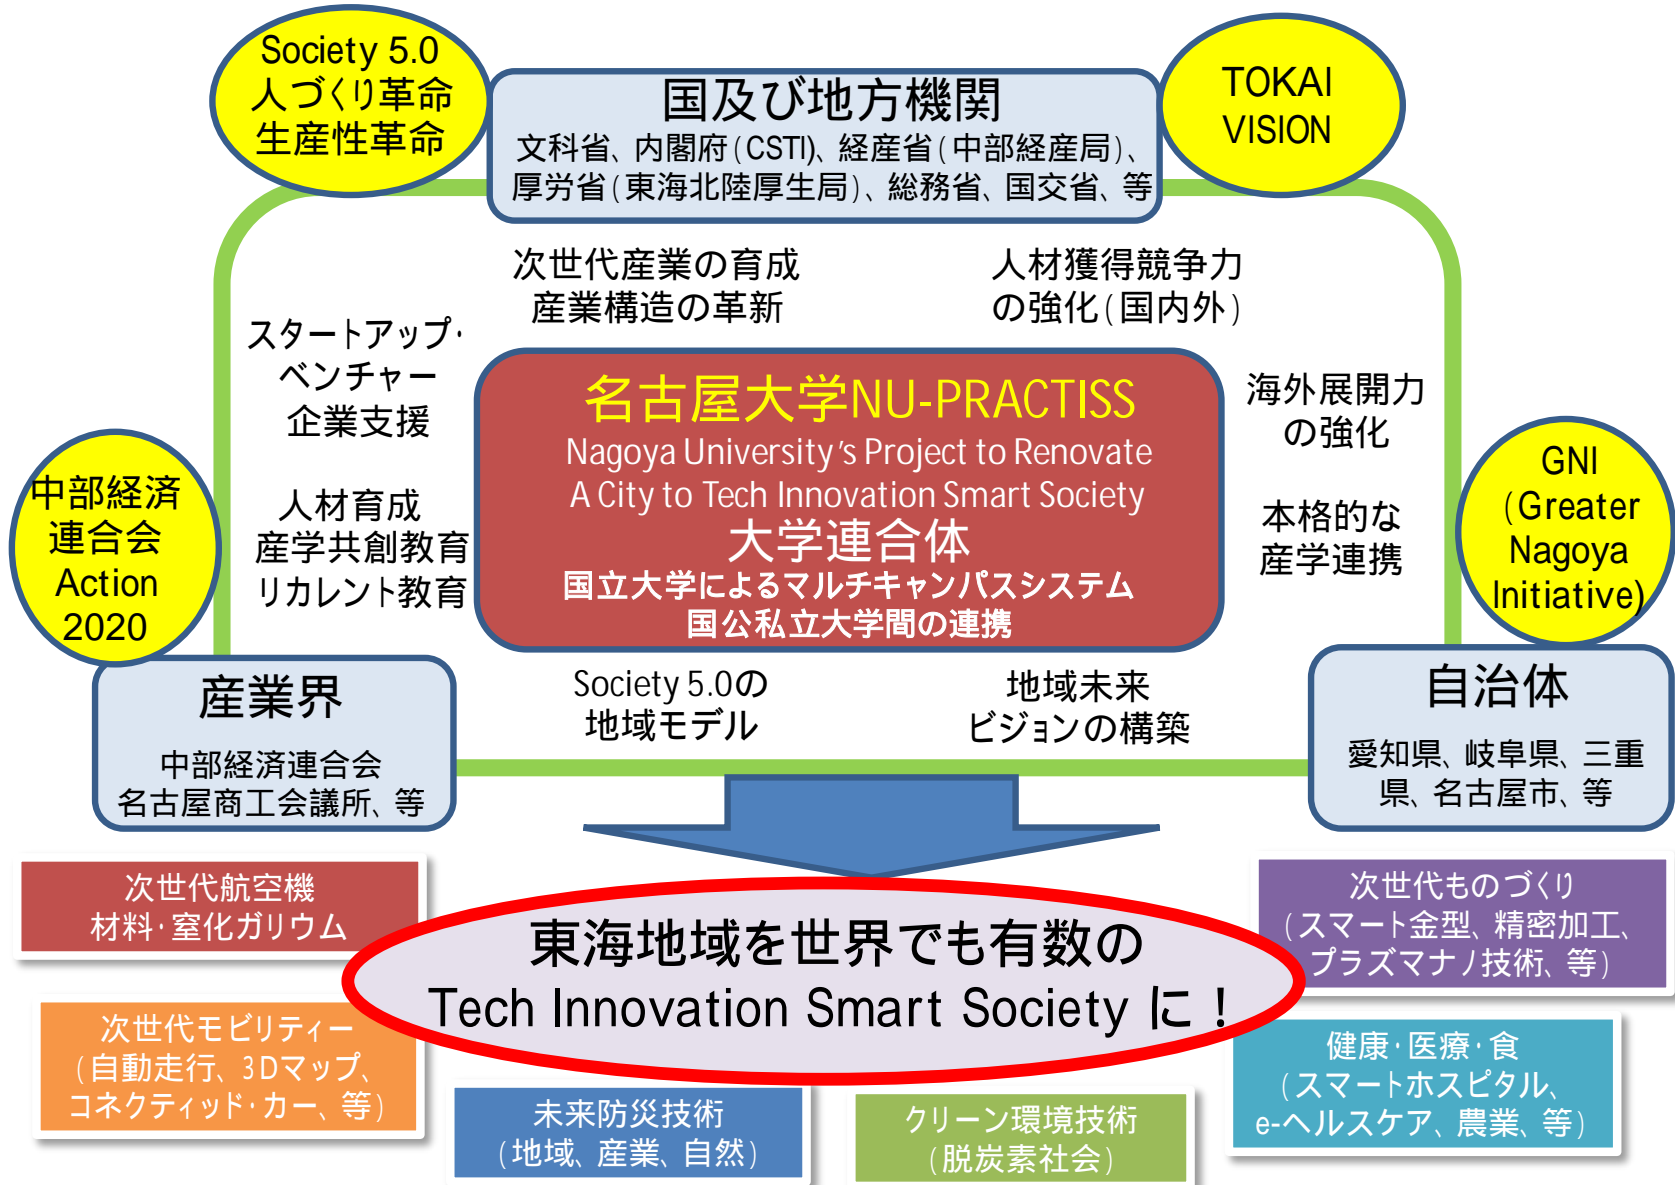 Society 5.0
人づくり革命
生産性革命
国及び地方機関
文科省、内閣府(CSTI)、経産省(中部経産局)、
厚労省(東海北陸厚生局)、総務省、国交省、等
TOKAI
VISION
次世代産業の育成
産業構造の革新
人材獲得競争力
の強化(国内外)
スタートアップ・
ベンチャー
企業支援
人材育成
産学共創教育
リカレント教育
名古屋大学NU-PRACTISS
Nagoya University's Project to Renovate
A City to Tech Innovation Smart Society
大学連合体
国立大学によるマルチキャンパスシステム
国公私立大学間の連携
海外展開力
の強化
本格的な
産学連携
中部経済
連合会
Action
2020
GNI
(Greater
Nagoya
Initiative)
産業界
中部経済連合会
名古屋商工会議所、等
Society 5.0の
地域モデル
地域未来
ビジョンの構築
自治体
愛知県、岐阜県、三重
県、名古屋市、等
次世代航空機
材料・窒化ガリウム
次世代ものづくり
(スマート金型、精密加工、
プラズマナノ技術、等)
東海地域を世界でも有数の
Tech Innovation Smart Society に！
次世代モビリティー
(自動走行、3Dマップ、
コネクティッド・カー、等)
健康・医療・食
(スマートホスピタル、
e-ヘルスケア、農業、等)
未来防災技術
(地域、産業、自然)
クリーン環境技術
(脱炭素社会)